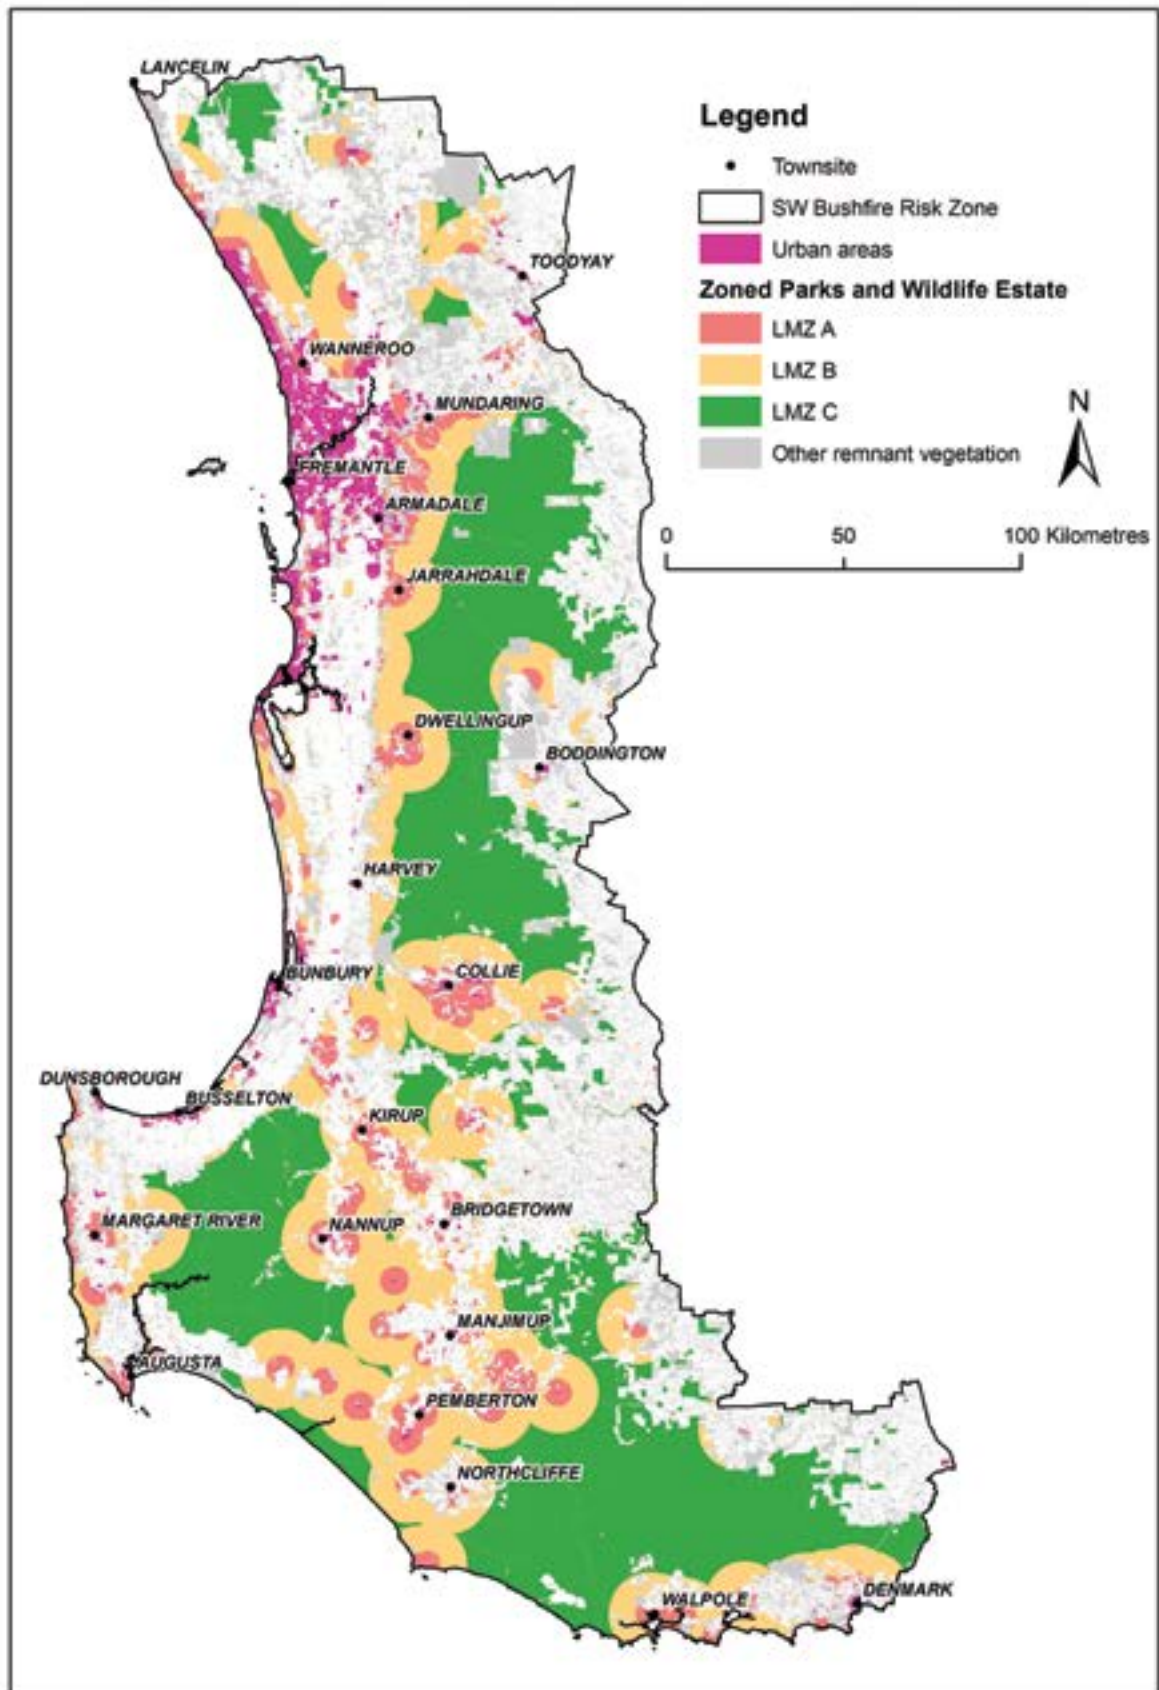 LANCELIN
Legend
Townsite
SW Bushfire Risk Zone
Urban areas
Zoned Parks and Wildlife Estate
LMZ A
LMZ B
LMZ C
Other remnant vegetation
N
0 50 100 Kilometres
TOODYAY
WANNEROO
MUNDARING
FREMANTLE
ARMADALE
JARRAHDALE
DWELLINGUP
BODDINGTON
HARVEY
BUNBURY
COLLIE
DUNSBOROUGH
BUSSELTON
KIRUP
MARGARET RIVER
NANNUP
BRIDGETOWN
MANJIMUP
AUGUSTA
PEMBERTON
NORTHCLIFFE
WALPOLE
DENMARK